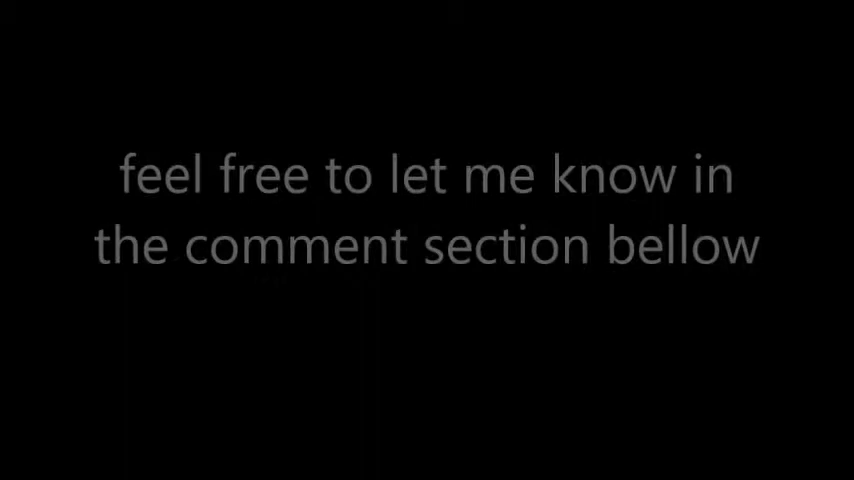 feel free to let me know in
the comment section bellow